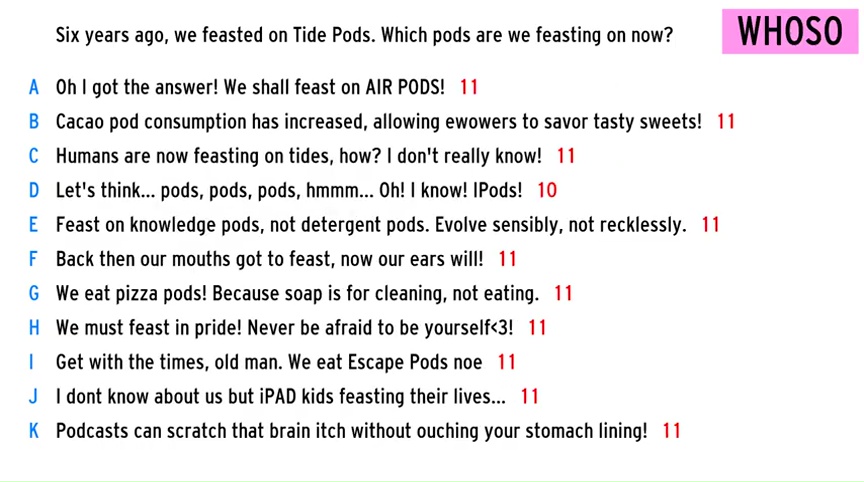 Six years ago, we feasted on Tide Pods. Which pods are we feasting on now?
WHOSO
A Oh I got the answer! We shall feast on AIR PODS! 11
B Cacao pod consumption has increased, allowing ewowers to savor tasty sweets! 11
C Humans are now feasting on tides, how? I don't really know! 11
D Let's think... pods, pods, pods, hmmm... Oh! I know! IPods! 10
E Feast on knowledge pods, not detergent pods. Evolve sensibly, not recklessly. 11
F Back then our mouths got to feast, now our ears will! 11
G We eat pizza pods! Because soap is for cleaning, not eating. 11
H We must feast in pride! Never be afraid to be yourself<3! 11
I Get with the times, old man. We eat Escape Pods noe 11
J I dont know about us but iPAD kids feasting their lives... 11
K Podcasts can scratch that brain itch without ouching your stomach lining! 11